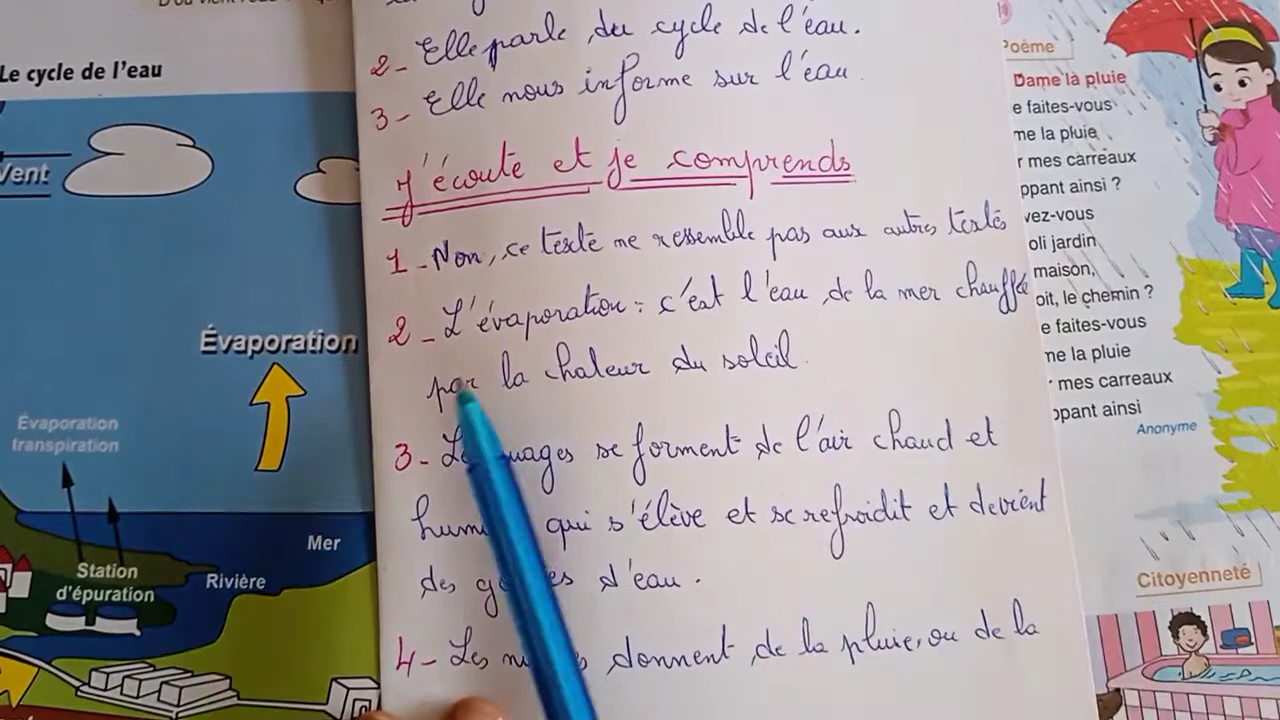 Le cycle de l'eau
Vent
Évaporation
Évaporation
transpiration
Mer
Station
d'épuration
Rivière
2- Elle parle du cycle de l'eau.
3- Elle nous informe sur l'eau.
J'écoute et je comprends
1- Non, ce texte ne ressemble pas aux autres textes
2- L'évaporation : c'est l'eau de la mer chauffée
par la chaleur du soleil.
3- nuages se forment de l'air chaud et
qui s'élève et se refroidit et devient
des d'eau.
4- Les donnent de la pluie, ou de la
Poème
Dame la pluie
e faites-vous
me la pluie
r mes carreaux
ppant ainsi ?
vez-vous
oli jardin
maison,
oit, le chemin ?
e faites-vous
me la pluie
mes carreaux
ppant ainsi
Anonyme
Citoyenneté